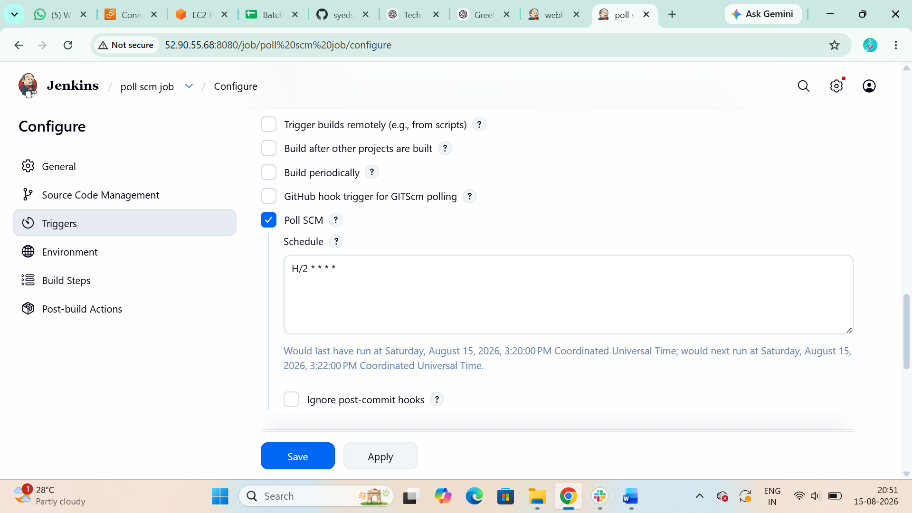 (5) W
Conn
EC2 I
Batch
syeds
Tech
Greet
webh
poll s
Ask Gemini
Not secure
52.90.55.68:8080/job/poll%20scm%20job/configure
Jenkins / poll scm job / Configure
Configure
General
Source Code Management
Triggers
Environment
Build Steps
Post-build Actions
Trigger builds remotely (e.g., from scripts) ?
Build after other projects are built ?
Build periodically ?
GitHub hook trigger for GITScm polling ?
Poll SCM ?
Schedule ?
H/2 * * * *
Would last have run at Saturday, August 15, 2026, 3:20:00 PM Coordinated Universal Time; would next run at Saturday, August 15,
2026, 3:22:00 PM Coordinated Universal Time.
Ignore post-commit hooks ?
Save
Apply
1
28°C
Partly cloudy
Search
ENG
IN
20:51
15-08-2026